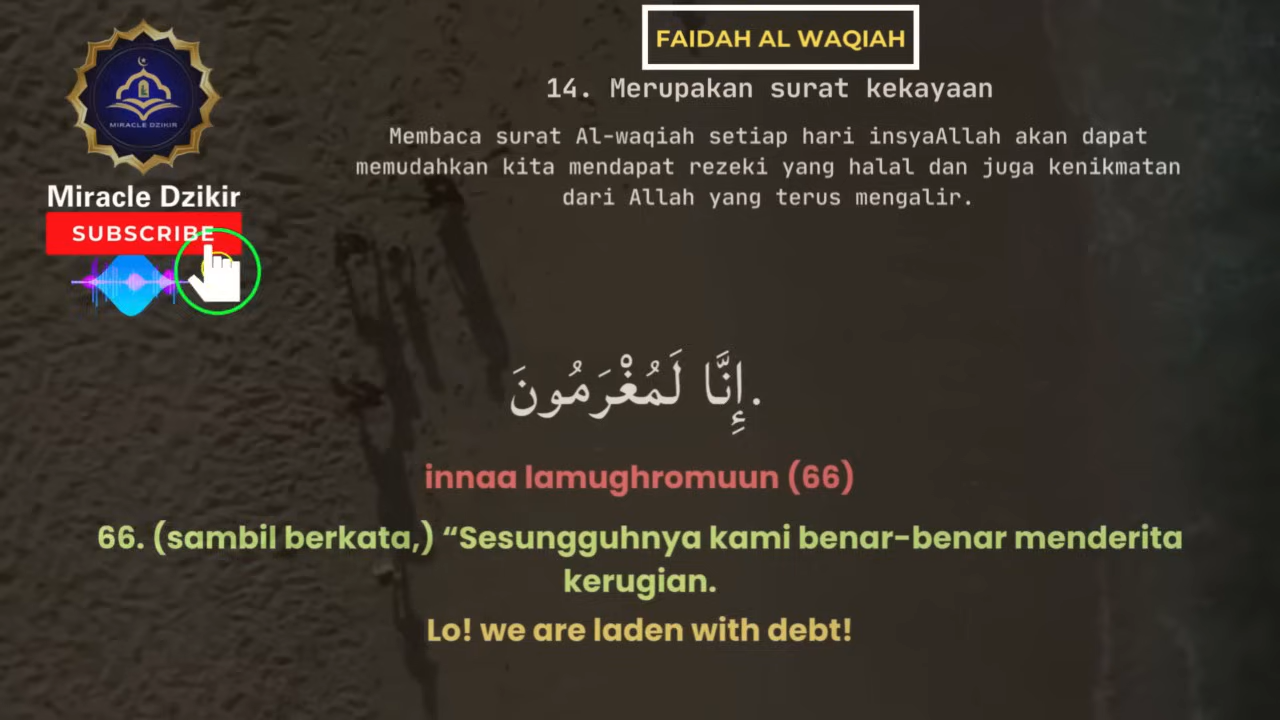 FAIDAH AL WAQIAH
14. Merupakan surat kekayaan
Membaca surat Al-waqiah setiap hari insyaAllah akan dapat
memudahkan kita mendapat rezeki yang halal dan juga kenikmatan
dari Allah yang terus mengalir.
MIRACLE DZIKIR
Miracle Dzikir
SUBSCRIBE
.إِنَّا لَمُغْرَمُونَ
innaa lamughromuun (66)
66. (sambil berkata,) “Sesungguhnya kami benar-benar menderita
kerugian.
Lo! we are laden with debt!